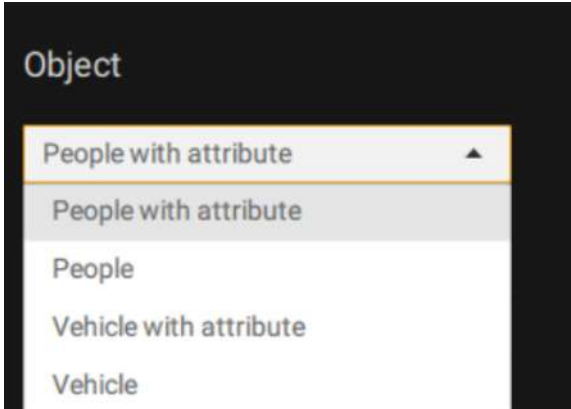 Object
People with attribute
People with attribute
People
Vehicle with attribute
Vehicle